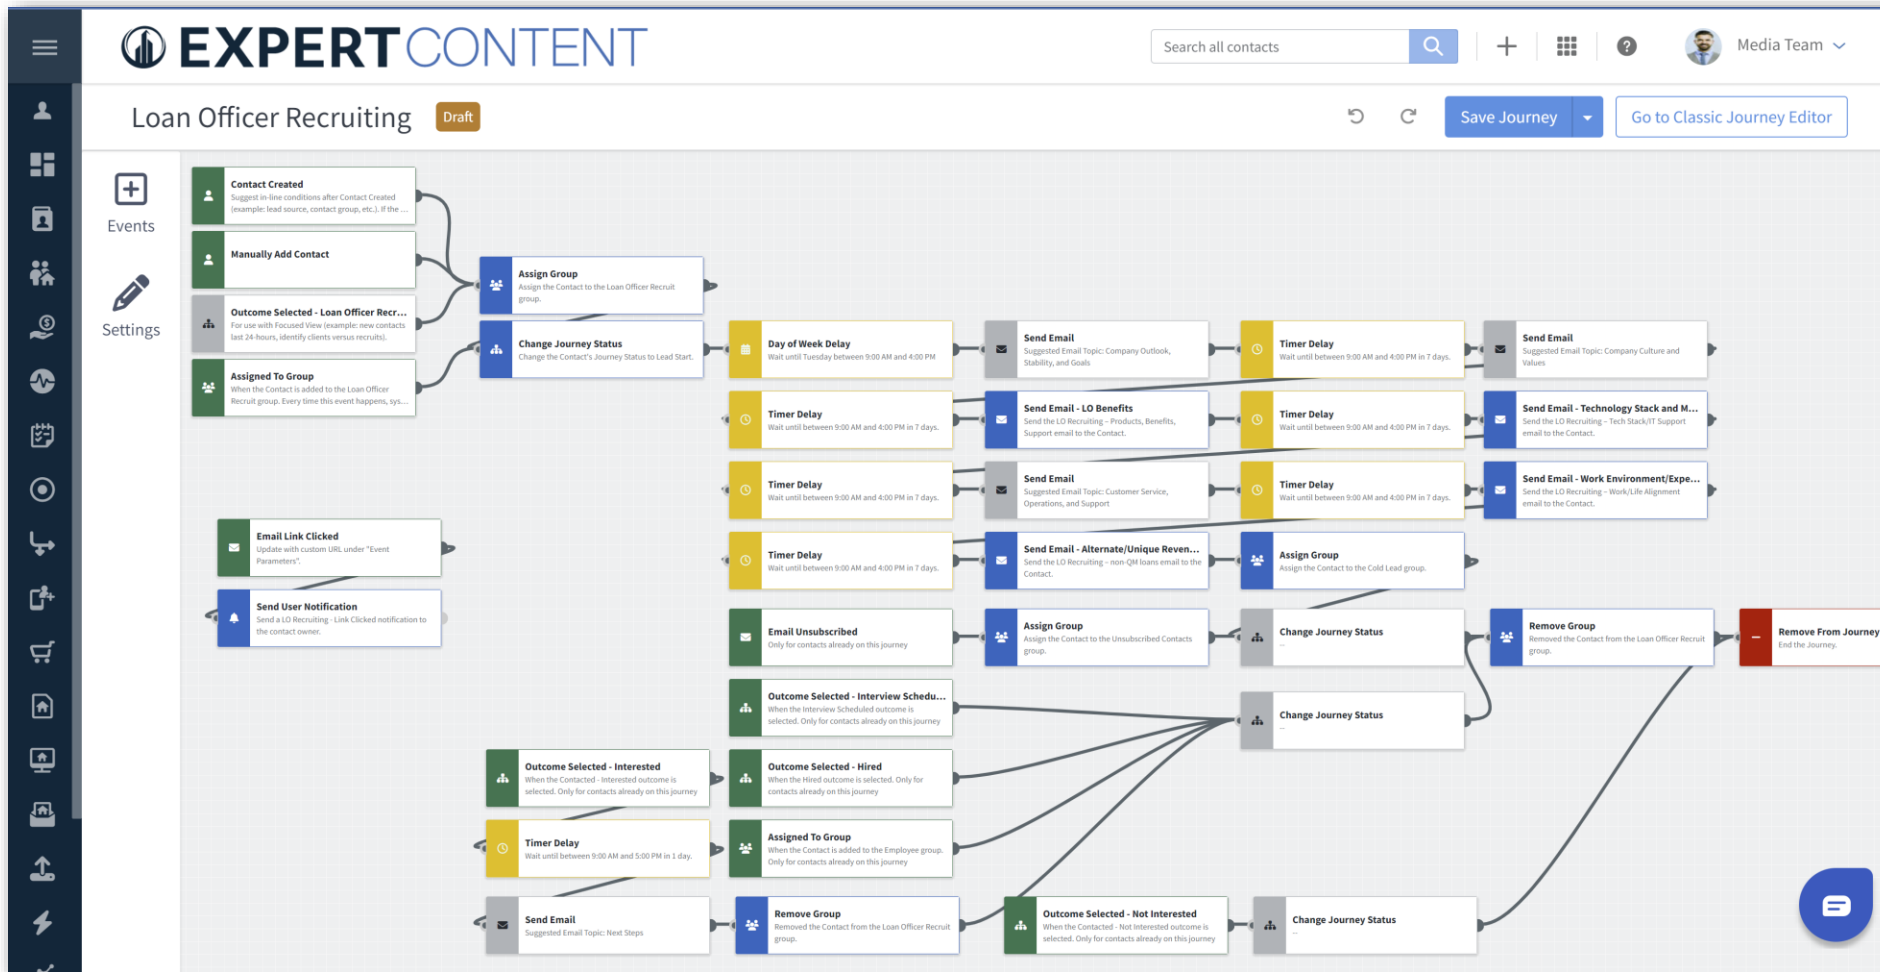 EXPERTCONTENT
Search all contacts
Media Team
Loan Officer Recruiting
Draft
Save Journey
Go to Classic Journey Editor
Events
Settings
Contact Created
Suggest in-line conditions after Contact Created
(example: lead source, contact group, etc.). If the ...
Manually Add Contact
Outcome Selected - Loan Officer Recr...
For use with Focused View (example: new contacts
last 24-hours, identify clients versus recruits).
Assigned To Group
When the Contact is added to the Loan Officer
Recruit group. Every time this event happens, sys...
Assign Group
Assign the Contact to the Loan Officer Recruit
group.
Change Journey Status
Change the Contact's Journey Status to Lead Start.
Day of Week Delay
Wait until Tuesday between 9:00 AM and 4:00 PM
Send Email
Suggested Email Topic: Company Outlook,
Stability, and Goals
Timer Delay
Wait until between 9:00 AM and 4:00 PM in 7 days.
Send Email
Suggested Email Topic: Company Culture and
Values
Timer Delay
Wait until between 9:00 AM and 4:00 PM in 7 days.
Send Email - LO Benefits
Send the LO Recruiting – Products, Benefits,
Support email to the Contact.
Timer Delay
Wait until between 9:00 AM and 4:00 PM in 7 days.
Send Email - Technology Stack and M...
Send the LO Recruiting – Tech Stack/IT Support
email to the Contact.
Timer Delay
Wait until between 9:00 AM and 4:00 PM in 7 days.
Send Email
Suggested Email Topic: Customer Service,
Operations, and Support
Timer Delay
Wait until between 9:00 AM and 4:00 PM in 7 days.
Send Email - Work Environment/Expe...
Send the LO Recruiting – Work/Life Alignment
email to the Contact.
Timer Delay
Wait until between 9:00 AM and 4:00 PM in 7 days.
Send Email - Alternate/Unique Reven...
Send the LO Recruiting – non-QM loans email to the
Contact.
Assign Group
Assign the Contact to the Cold Lead group.
Email Link Clicked
Update with custom URL under "Event
Parameters".
Send User Notification
Send a LO Recruiting - Link Clicked notification to
the contact owner.
Email Unsubscribed
Only for contacts already on this journey
Assign Group
Assign the Contact to the Unsubscribed Contacts
group.
Change Journey Status
...
Remove Group
Removed the Contact from the Loan Officer Recruit
group.
Remove From Journey
End the Journey.
Outcome Selected - Interview Schedu...
When the Interview Scheduled outcome is
selected. Only for contacts already on this journey
Change Journey Status
...
Outcome Selected - Interested
When the Contacted - Interested outcome is
selected. Only for contacts already on this journey
Outcome Selected - Hired
When the Hired outcome is selected. Only for
contacts already on this journey
Timer Delay
Wait until between 9:00 AM and 5:00 PM in 1 day.
Assigned To Group
When the Contact is added to the Employee group.
Only for contacts already on this journey
Send Email
Suggested Email Topic: Next Steps
Remove Group
Removed the Contact from the Loan Officer Recruit
group.
Outcome Selected - Not Interested
When the Contacted - Not Interested outcome is
selected. Only for contacts already on this journey
Change Journey Status
...